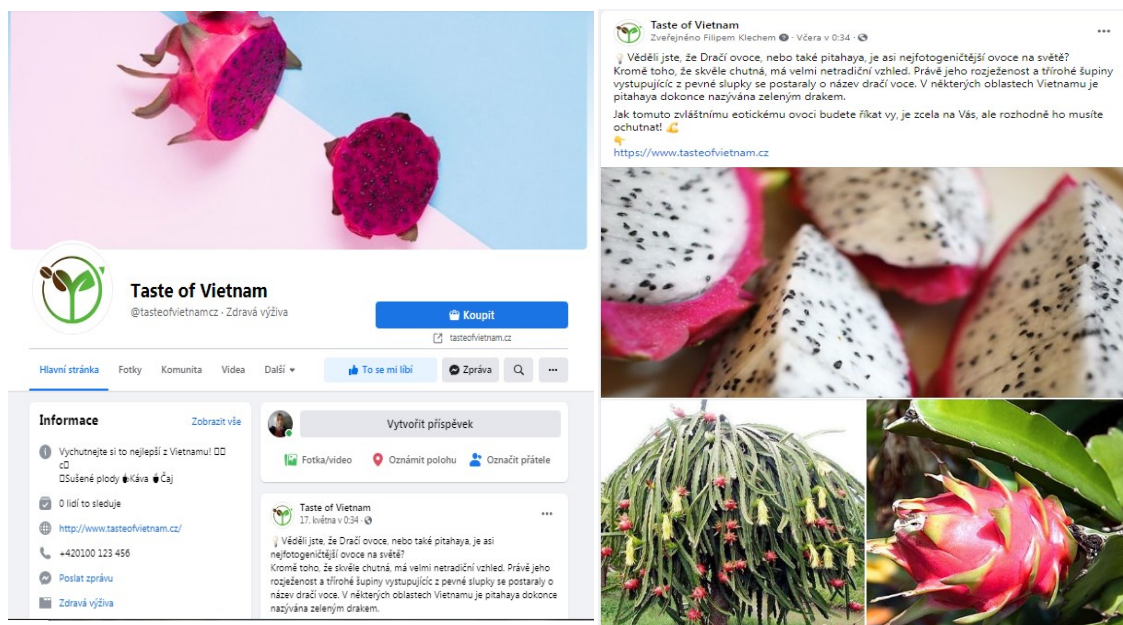 Taste of Vietnam
@tasteofvietnamcz · Zdravá výživa
Koupit
tasteofvietnam.cz
Hlavní stránka
Fotky
Komunita
Videa
Další
To se mi líbí
Zpráva
Informace
Zobrazit vše
Vychutnejte si to nejlepší z Vietnamu!
Sušené plody Káva Čaj
0 lidí to sleduje
http://www.tasteofvietnam.cz/
+420100 123 456
Poslat zprávu
Zdravá výživa
Vytvořit příspěvek
Fotka/video
Oznámit polohu
Označit přátele
Taste of Vietnam
17. května v 0:34 ·
Věděli jste, že Dračí ovoce, nebo také pitahaya, je asi
nejfotogeničtější ovoce na světě?
Kromě toho, že skvěle chutná, má velmi netradiční vzhled. Právě jeho
rozježenost a třírohé šupiny vystupujícíc z pevné slupky se postaraly o
název dračí voce. V některých oblastech Vietnamu je pitahaya dokonce
nazývána zeleným drakem.
Taste of Vietnam
Zveřejněno Filipem Klechem · Včera v 0:34 ·
Věděli jste, že Dračí ovoce, nebo také pitahaya, je asi nejfotogeničtější ovoce na světě?
Kromě toho, že skvěle chutná, má velmi netradiční vzhled. Právě jeho rozježenost a třírohé šupiny
vystupujícíc z pevné slupky se postaraly o název dračí voce. V některých oblastech Vietnamu je
pitahaya dokonce nazývána zeleným drakem.
Jak tomuto zvláštnímu eotickému ovoci budete říkat vy, je zcela na Vás, ale rozhodně ho musíte
ochutnat!
https://www.tasteofvietnam.cz